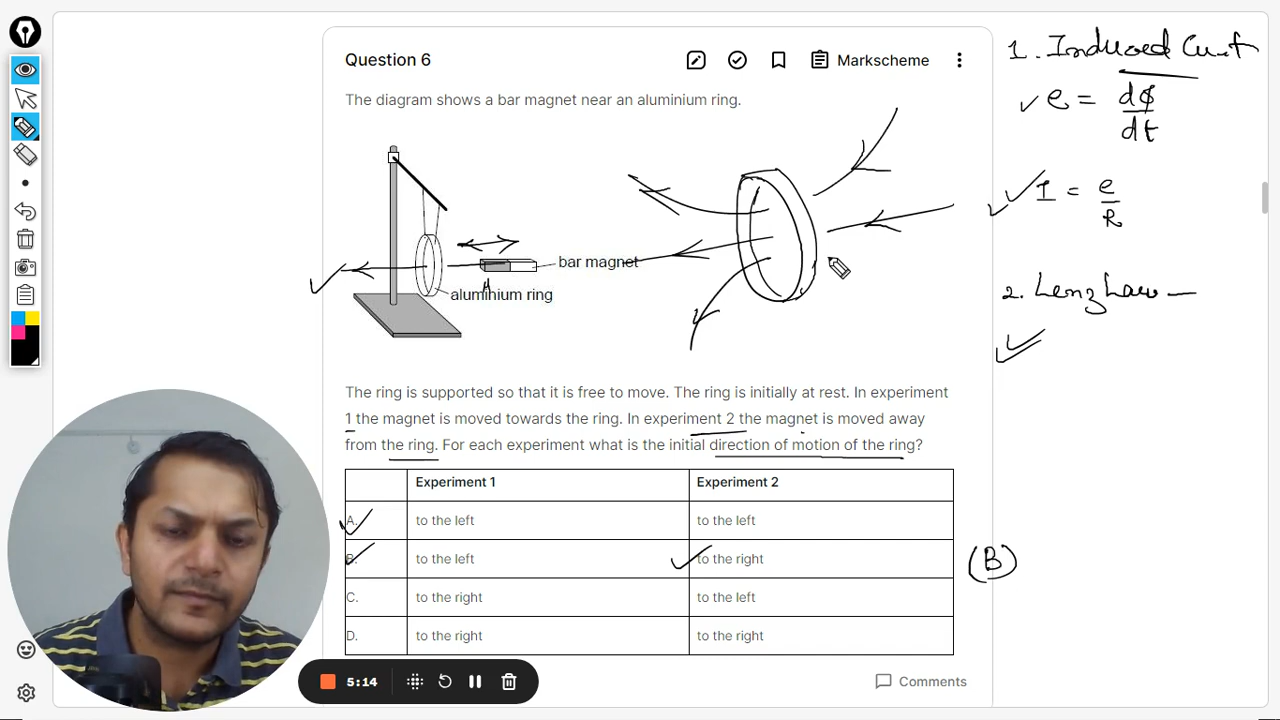 Question 6
Markscheme
The diagram shows a bar magnet near an aluminium ring.
bar magnet
aluminium ring
The ring is supported so that it is free to move. The ring is initially at rest. In experiment
1 the magnet is moved towards the ring. In experiment 2 the magnet is moved away
from the ring. For each experiment what is the initial direction of motion of the ring?
Experiment 1 Experiment 2
A. to the left to the left
B. to the left to the right
C. to the right to the left
D. to the right to the right
(B)
Comments
1. Induced
e = dφ
dt
I = e
R
2. Lenz Law —
5:14